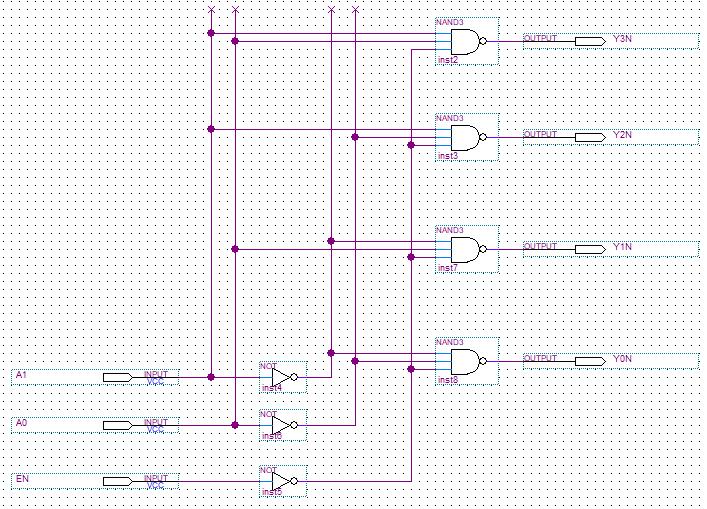 NAND3
OUTPUT
Y3N
inst2
NAND3
OUTPUT
Y2N
inst3
NAND3
OUTPUT
Y1N
inst7
NAND3
OUTPUT
Y0N
inst8
A1
INPUT
VCC
NOT
inst4
A0
INPUT
VCC
NOT
inst6
EN
INPUT
VCC
NOT
inst5